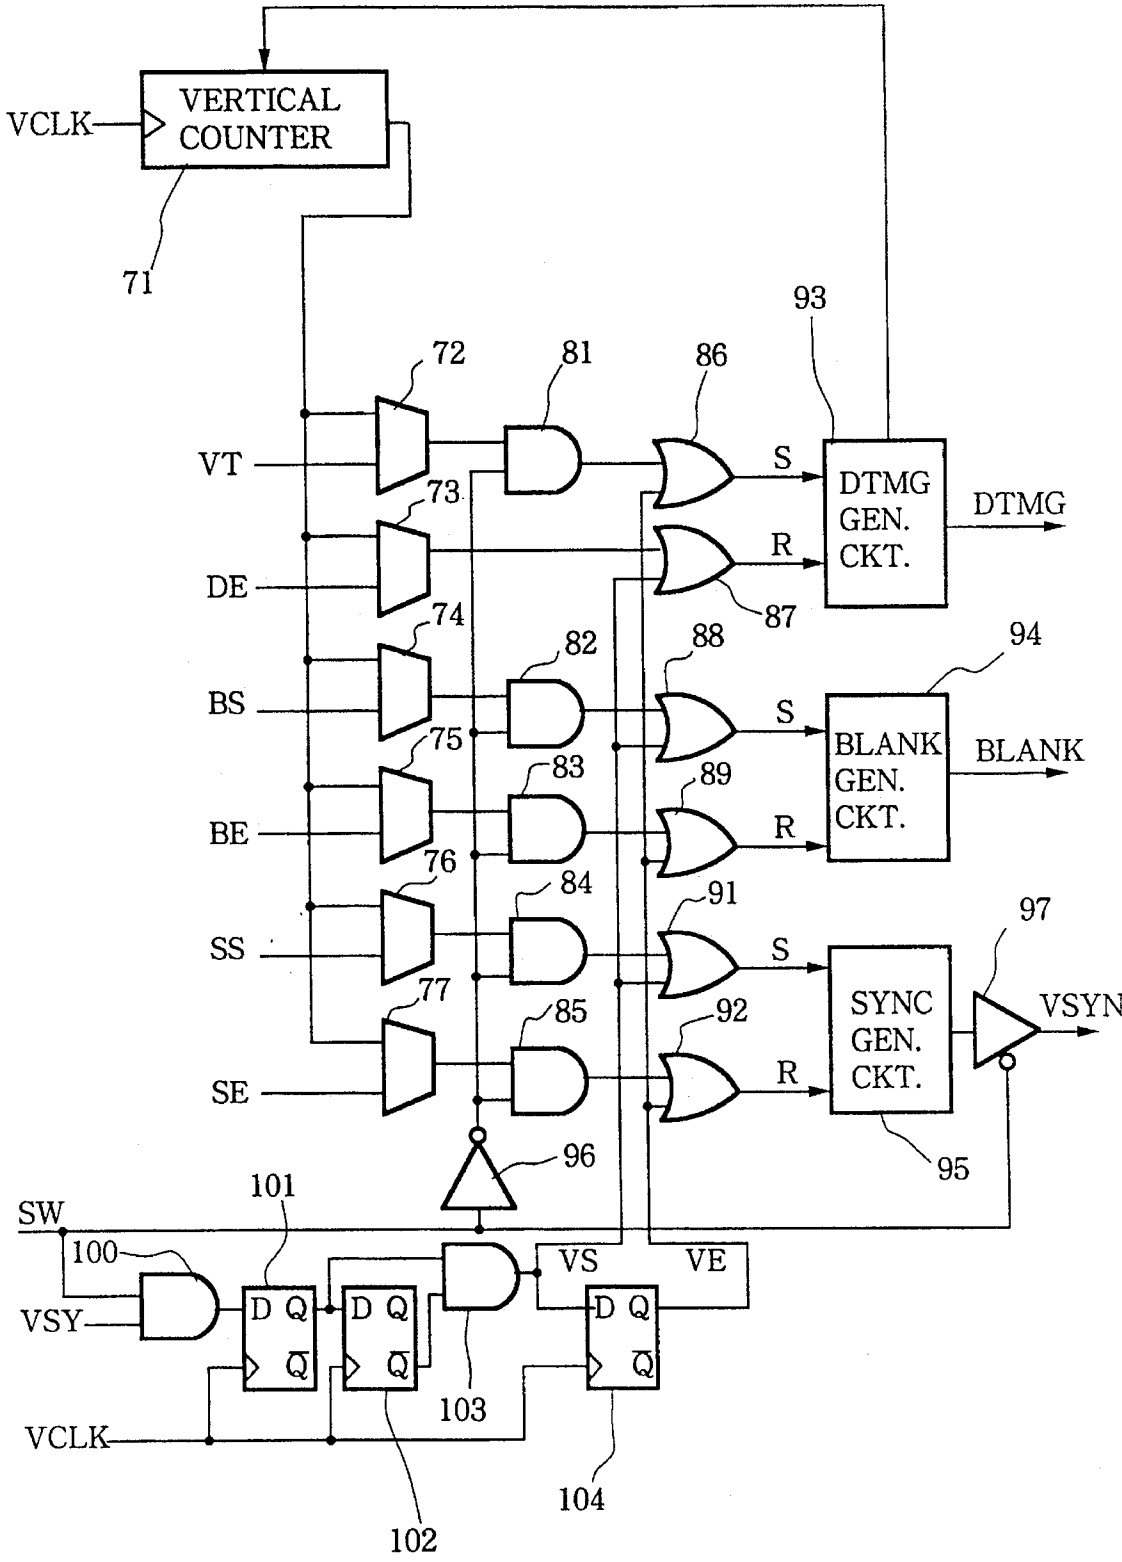 VCLK
VERTICAL
COUNTER
71
72
81
86
93
VT
S
DTMG
GEN.
CKT.
DTMG
73
R
DE
87
74
82
88
94
BS
S
BLANK
GEN.
CKT.
BLANK
75
83
89
BE
R
76
84
91
97
SS
S
SYNC
GEN.
CKT.
VSYN
77
85
92
SE
R
96
95
SW
101
100
VS
VE
VSY
D Q
Q
D Q
Q
D Q
Q
103
VCLK
104
102